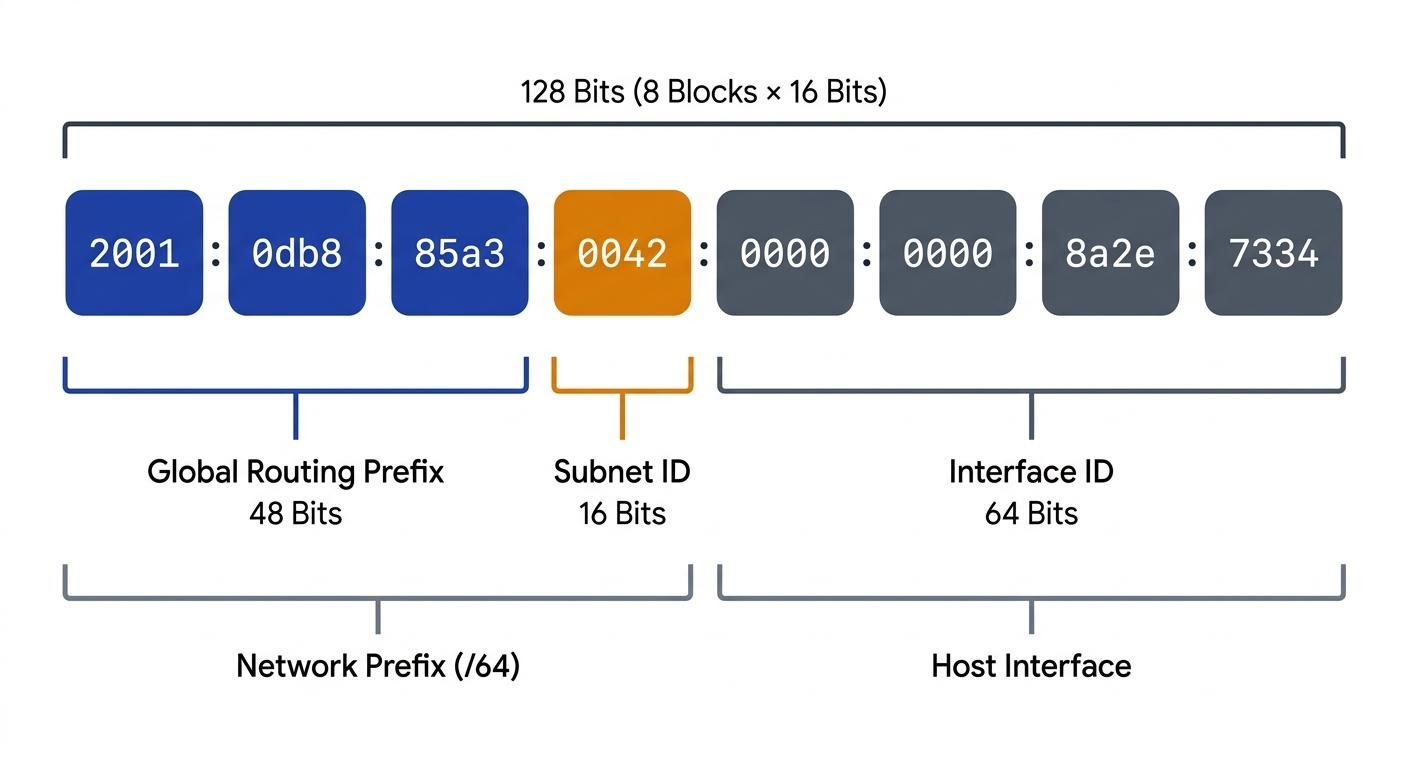 128 Bits (8 Blocks × 16 Bits)
2001 : 0db8 : 85a3 : 0042 : 0000 : 0000 : 8a2e : 7334
Global Routing Prefix
48 Bits
Subnet ID
16 Bits
Interface ID
64 Bits
Network Prefix (/64)
Host Interface